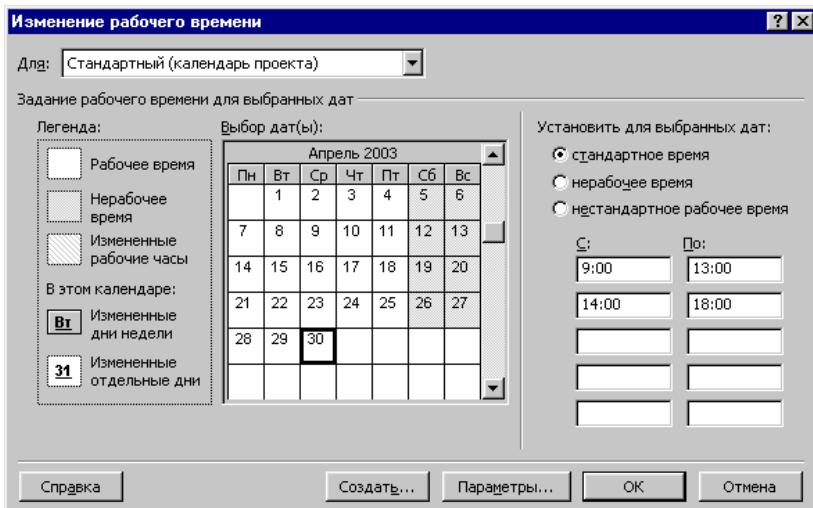 Изменение рабочего времени
Для: Стандартный (календарь проекта)
Задание рабочего времени для выбранных дат
Легенда:
Рабочее время
Нерабочее
время
Измененные
рабочие часы
В этом календаре:
Вт Измененные
дни недели
31 Измененные
отдельные дни
Выбор дат(ы):
Апрель 2003
Пн Вт Ср Чт Пт Сб Вс
1 2 3 4 5 6
7 8 9 10 11 12 13
14 15 16 17 18 19 20
21 22 23 24 25 26 27
28 29 30
Установить для выбранных дат:
стандартное время
нерабочее время
нестандартное рабочее время
С: По:
9:00 13:00
14:00 18:00
Справка Создать... Параметры... ОК Отмена